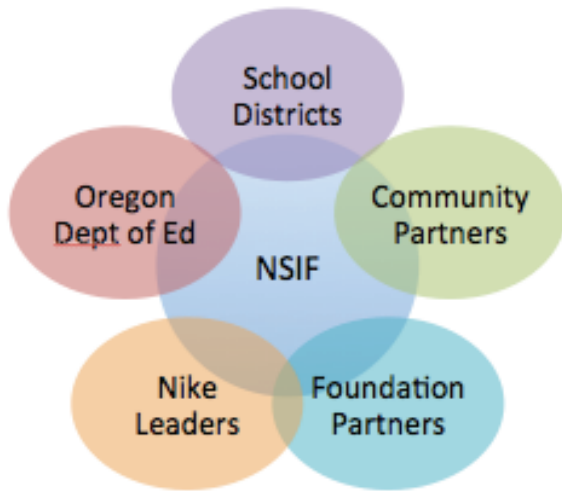 School
Districts
Oregon
Dept of Ed
Community
Partners
NSIF
Nike
Leaders
Foundation
Partners